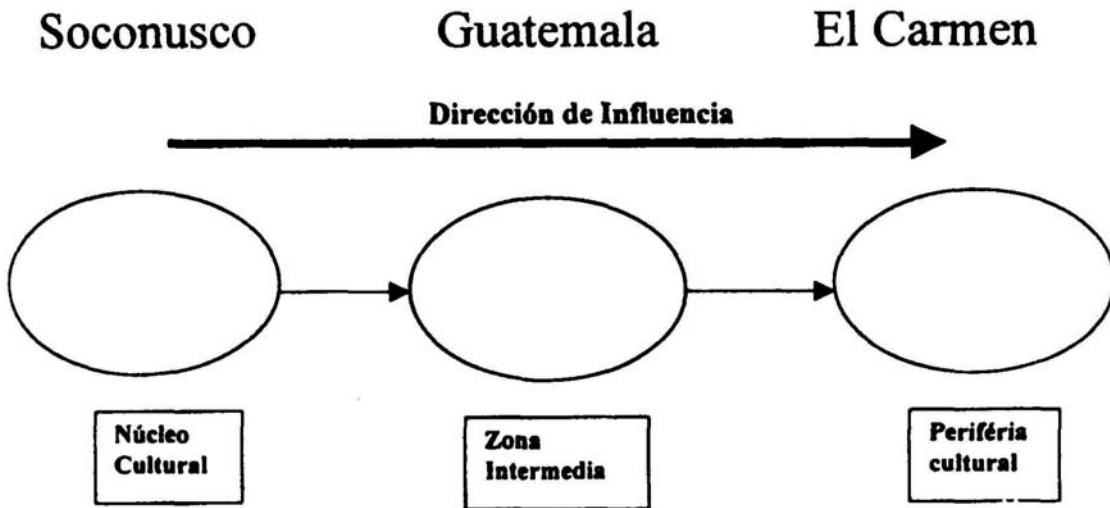 Soconusco Guatemala El Carmen
Dirección de Influencia
Núcleo
Cultural
Zona
Intermedia
Periféria
cultural